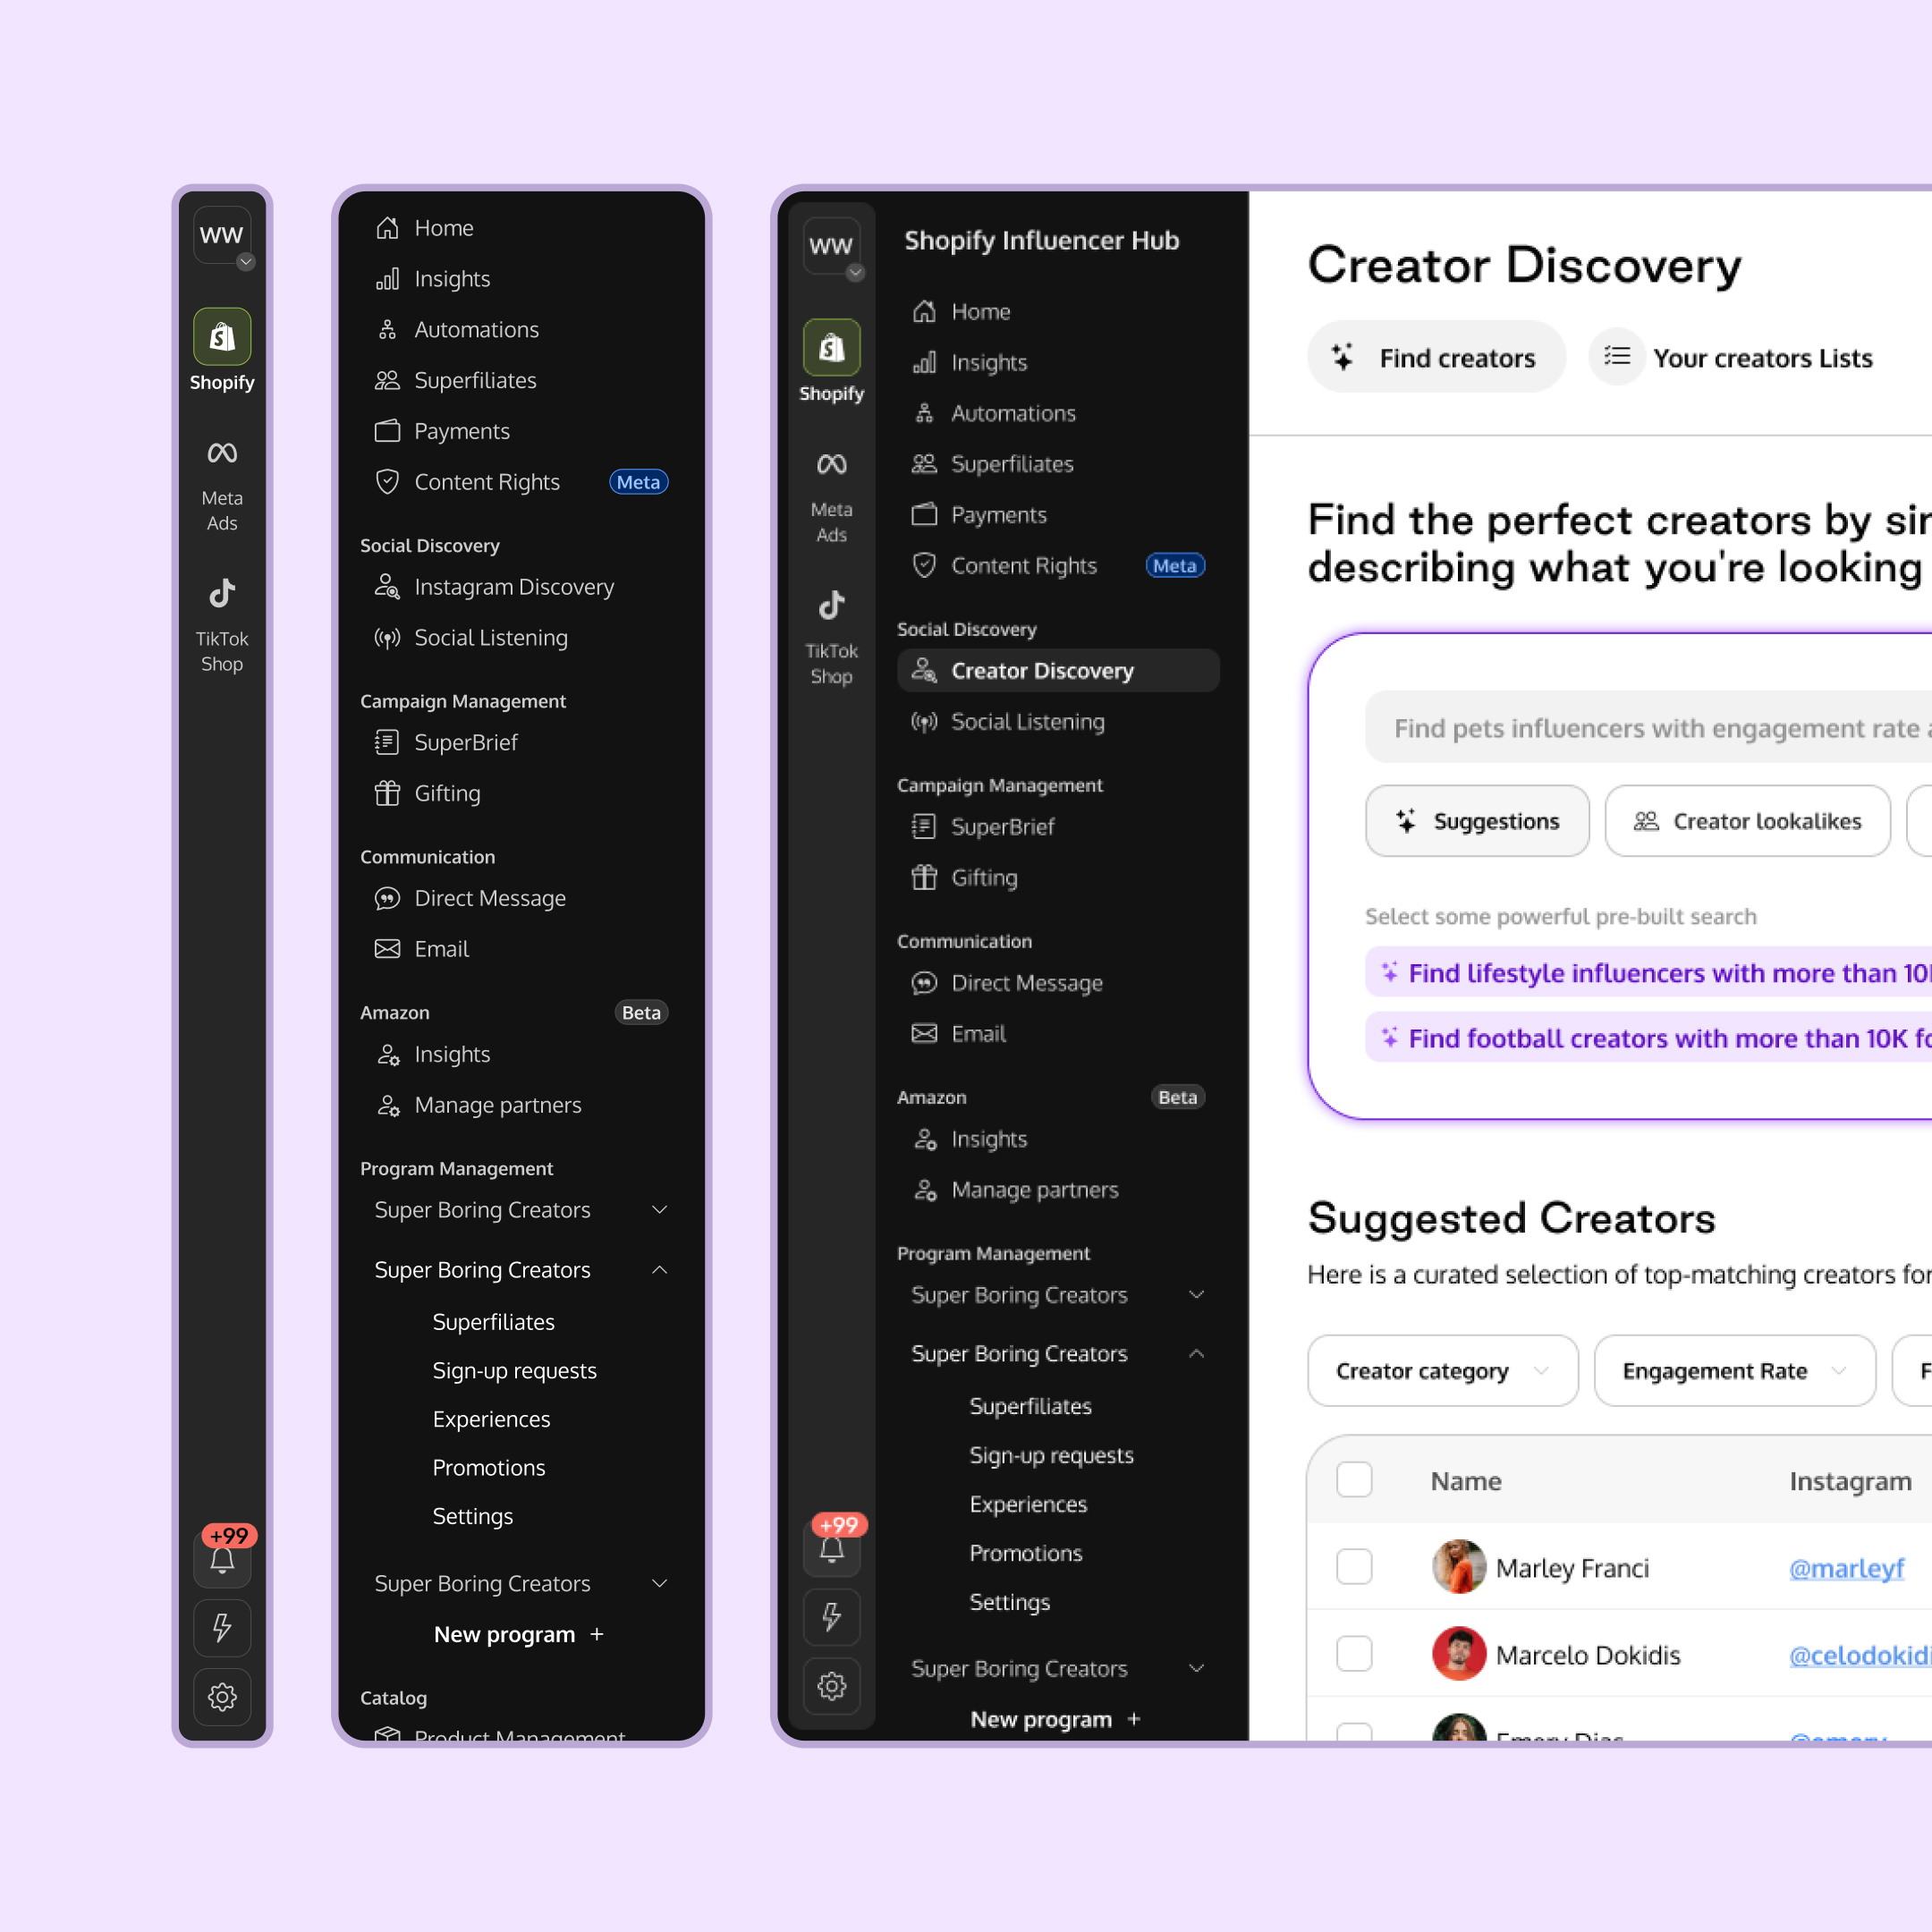 WW
Shopify
Meta
Ads
TikTok
Shop
+99
Home
Insights
Automations
Superfiliates
Payments
Content Rights Meta
Social Discovery
Instagram Discovery
Social Listening
Campaign Management
SuperBrief
Gifting
Communication
Direct Message
Email
Amazon Beta
Insights
Manage partners
Program Management
Super Boring Creators
Super Boring Creators
Superfiliates
Sign-up requests
Experiences
Promotions
Settings
Super Boring Creators
New program +
Catalog
Product Management
WW
Shopify
Meta
Ads
TikTok
Shop
+99
Shopify Influencer Hub
Home
Insights
Automations
Superfiliates
Payments
Content Rights Meta
Social Discovery
Creator Discovery
Social Listening
Campaign Management
SuperBrief
Gifting
Communication
Direct Message
Email
Amazon Beta
Insights
Manage partners
Program Management
Super Boring Creators
Super Boring Creators
Superfiliates
Sign-up requests
Experiences
Promotions
Settings
Super Boring Creators
New program +
Creator Discovery
Find creators Your creators Lists
Find the perfect creators by
describing what you're looking
Find pets influencers with engagement rate
Suggestions Creator lookalikes
Select some powerful pre-built search
Find lifestyle influencers with more than
Find football creators with more than 10K
Suggested Creators
Here is a curated selection of top-matching creators for
Creator category Engagement Rate
Name Instagram
Marley Franci @marleyf
Marcelo Dokidis
Emery Dias @emery